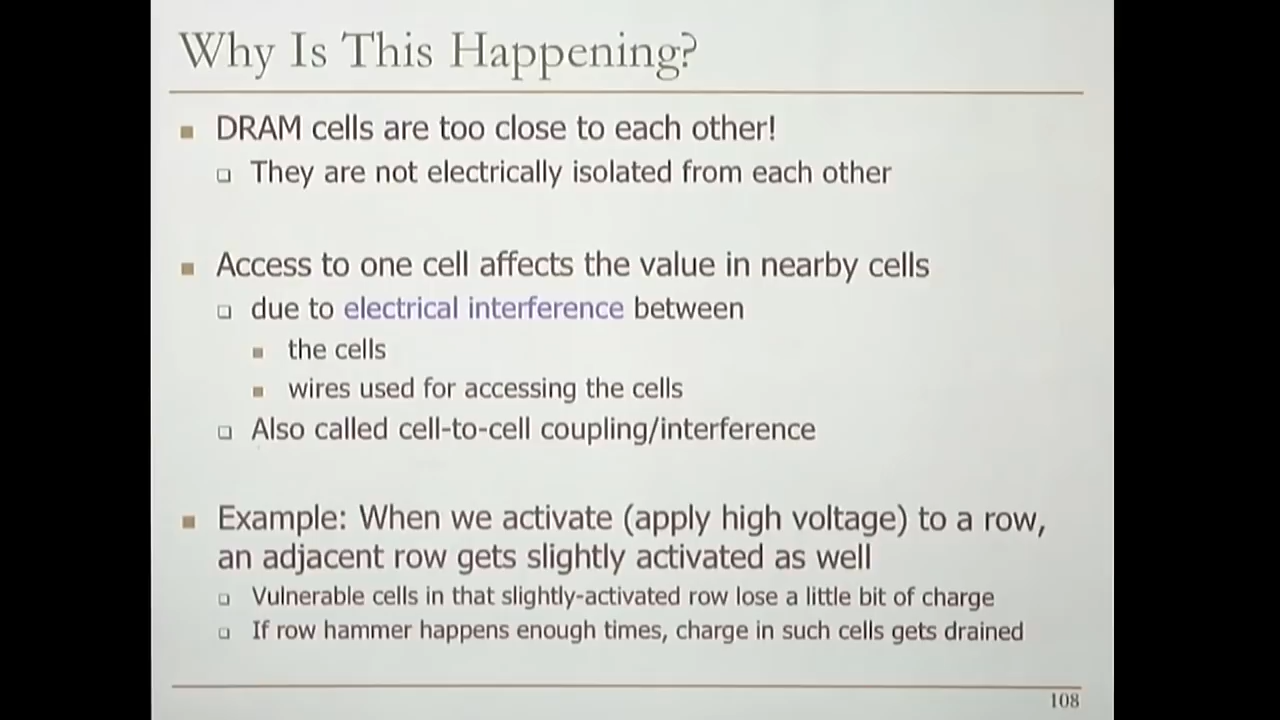 Why Is This Happening?
DRAM cells are too close to each other!
They are not electrically isolated from each other
Access to one cell affects the value in nearby cells
due to electrical interference between
the cells
wires used for accessing the cells
Also called cell-to-cell coupling/interference
Example: When we activate (apply high voltage) to a row,
an adjacent row gets slightly activated as well
Vulnerable cells in that slightly-activated row lose a little bit of charge
If row hammer happens enough times, charge in such cells gets drained
108